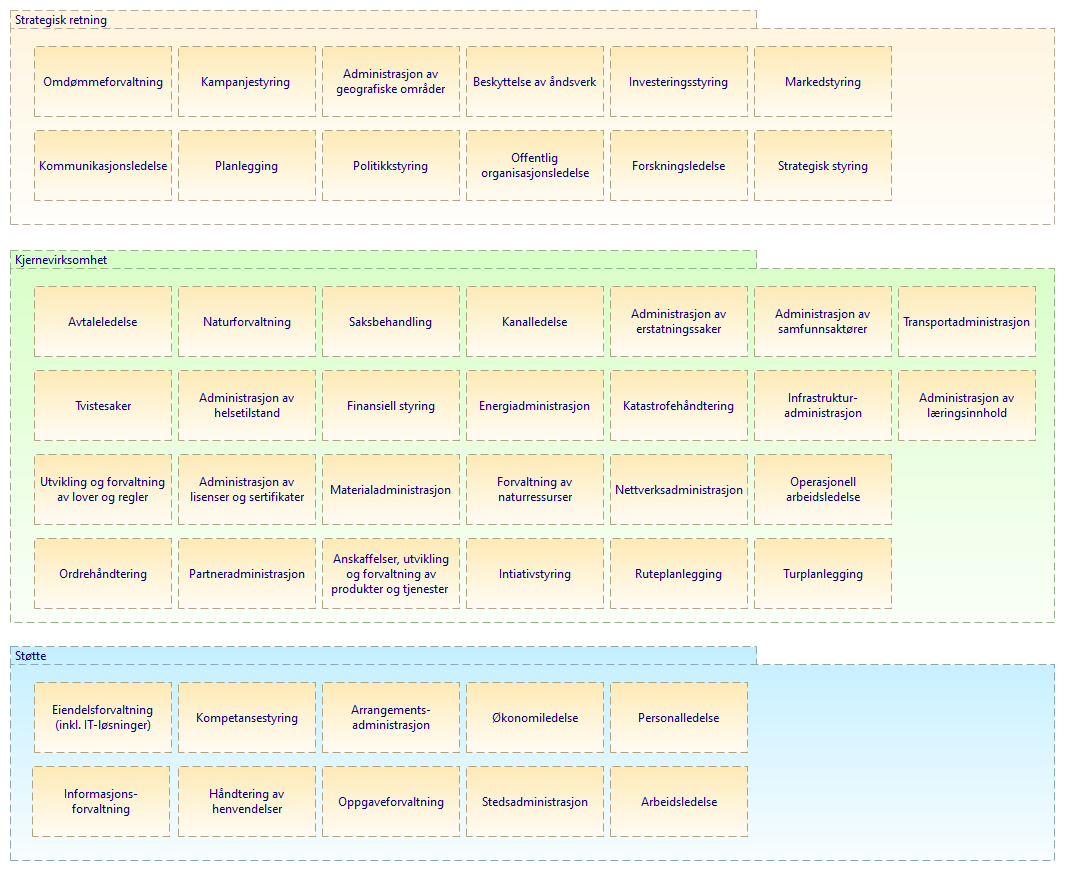 Strategisk retning
Omdømmeforvaltning
Kampanjestyring
Administrasjon av
geografiske områder
Beskyttelse av åndsverk
Investeringsstyring
Markedstyring
Kommunikasjonsledelse
Planlegging
Politikkstyring
Offentlig
organisasjonsledelse
Forskningsledelse
Strategisk styring
Kjernevirksomhet
Avtaleledelse
Naturforvaltning
Saksbehandling
Kanalledelse
Administrasjon av
erstatningssaker
Administrasjon av
samfunnsaktører
Transportadministrasjon
Tvistesaker
Administrasjon av
helsetilstand
Finansiell styring
Energiadministrasjon
Katastrofehåndtering
Infrastruktur-
administrasjon
Administrasjon av
læringsinnhold
Utvikling og forvaltning
av lover og regler
Administrasjon av
lisenser og sertifikater
Materialadministrasjon
Forvaltning av
naturressurser
Nettverksadministrasjon
Operasjonell
arbeidsledelse
Ordrehåndtering
Partneradministrasjon
Anskaffelser, utvikling
og forvaltning av
produkter og tjenester
Intiativstyring
Ruteplanlegging
Turplanlegging
Støtte
Eiendelsforvaltning
(inkl. IT-løsninger)
Kompetansestyring
Arrangements-
administrasjon
Økonomiledelse
Personalledelse
Informasjons-
forvaltning
Håndtering av
henvendelser
Oppgaveforvaltning
Stedsadministrasjon
Arbeidsledelse